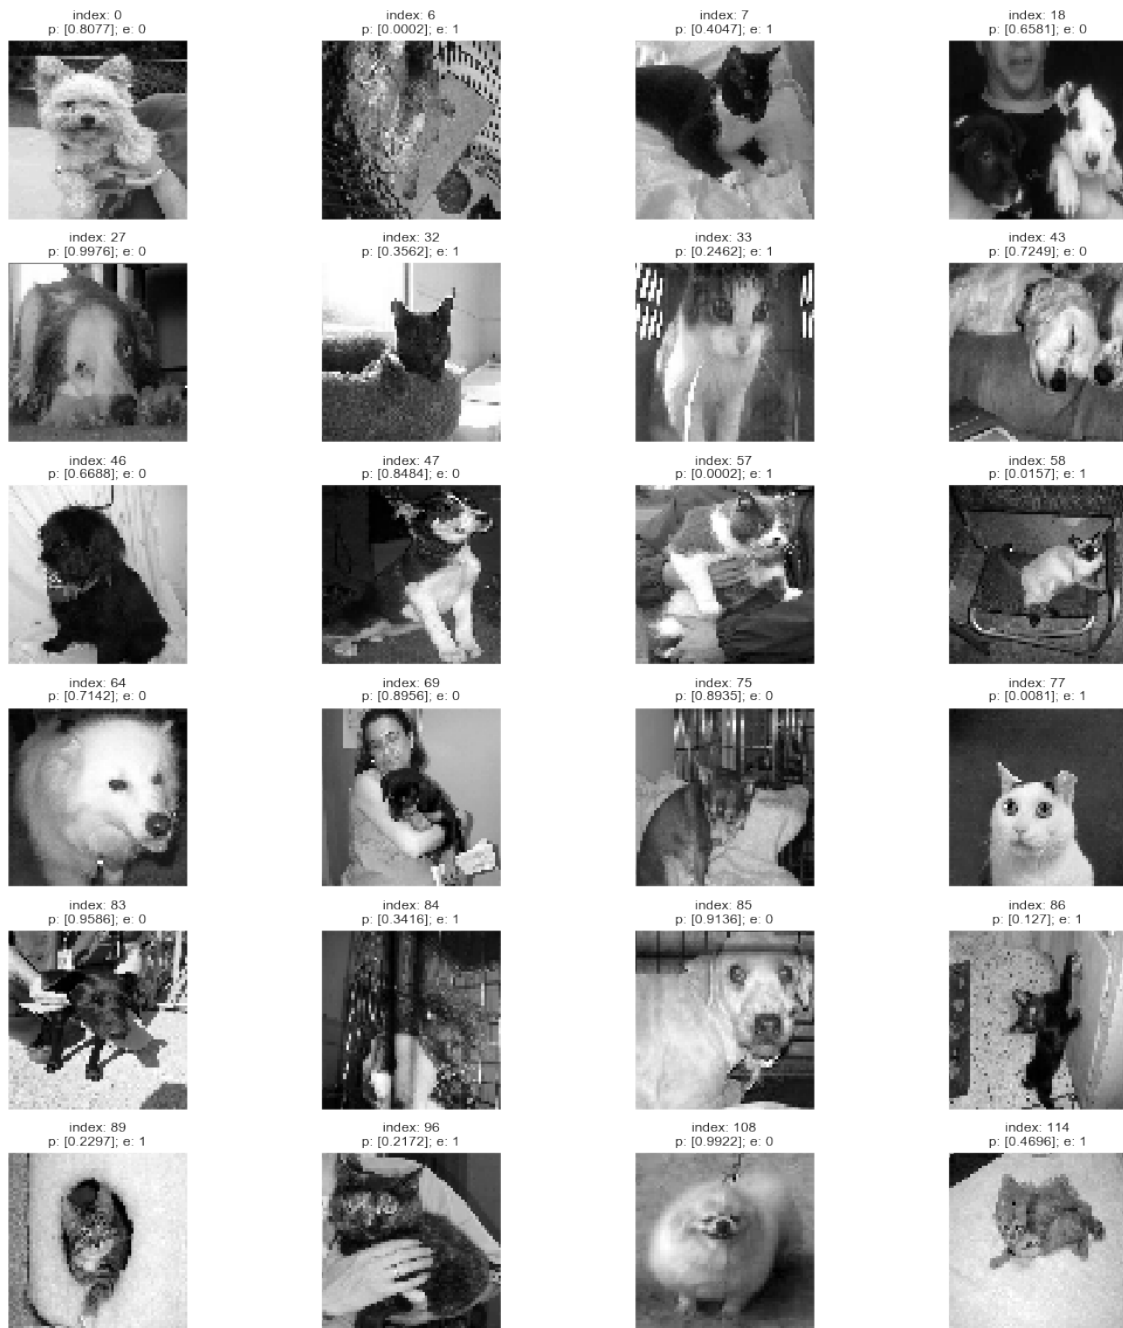 index: 0
p: [0.8077]; e: 0
index: 6
p: [0.0002]; e: 1
index: 7
p: [0.4047]; e: 1
index: 18
p: [0.6581]; e: 0
index: 27
p: [0.9976]; e: 0
index: 32
p: [0.3562]; e: 1
index: 33
p: [0.2462]; e: 1
index: 43
p: [0.7249]; e: 0
index: 46
p: [0.6688]; e: 0
index: 47
p: [0.8484]; e: 0
index: 57
p: [0.0002]; e: 1
index: 58
p: [0.0157]; e: 1
index: 64
p: [0.7142]; e: 0
index: 69
p: [0.8956]; e: 0
index: 75
p: [0.8935]; e: 0
index: 77
p: [0.0081]; e: 1
index: 83
p: [0.9586]; e: 0
index: 84
p: [0.3416]; e: 1
index: 85
p: [0.9136]; e: 0
index: 86
p: [0.127]; e: 1
index: 89
p: [0.2297]; e: 1
index: 96
p: [0.2172]; e: 1
index: 108
p: [0.9922]; e: 0
index: 114
p: [0.4696]; e: 1